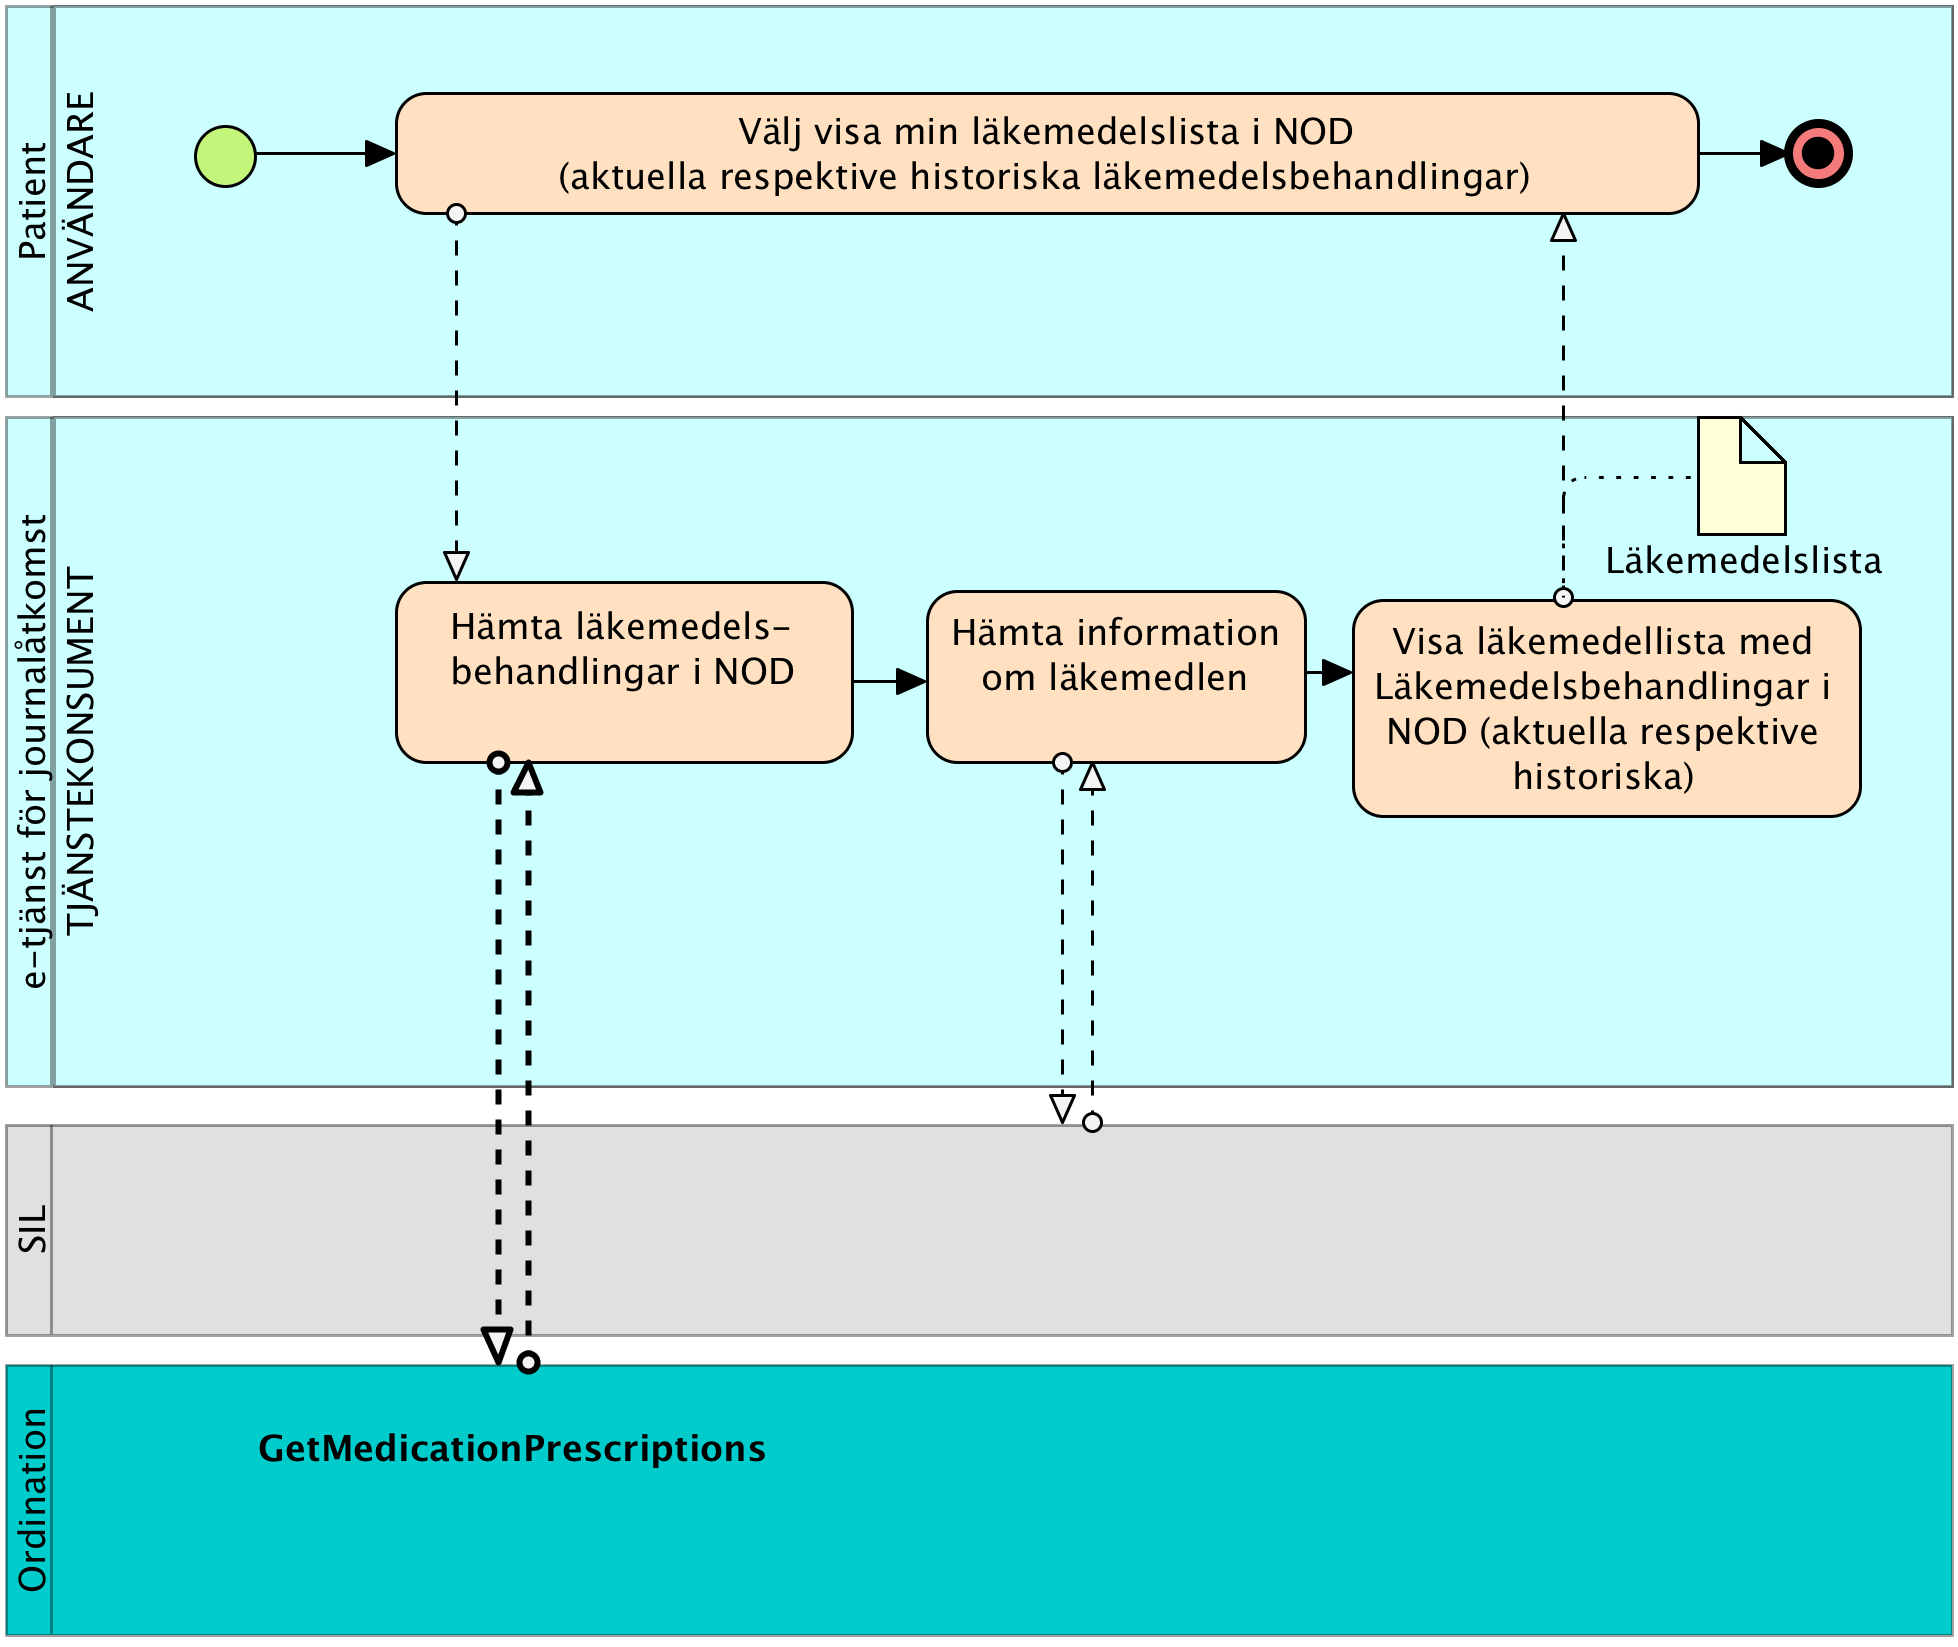 Patient
ANVÄNDARE
Välj visa min läkemedelslista i NOD
(aktuella respektive historiska läkemedelsbehandlingar)
e-tjänst för journalåtkomst
TJÄNSTEKONSUMENT
Läkemedelslista
Hämta läkemedels-
behandlingar i NOD
Hämta information
om läkemedlen
Visa läkemedellista med
Läkemedelsbehandlingar i
NOD (aktuella respektive
historiska)
SIL
Ordination
GetMedicationPrescriptions